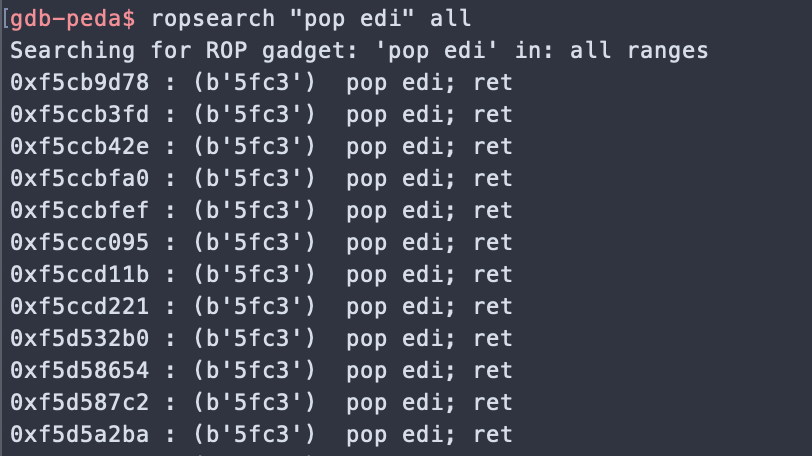 [gdb-peda$ ropsearch "pop edi" all
Searching for ROP gadget: 'pop edi' in: all ranges
0xf5cb9d78 : (b'5fc3')  pop edi; ret
0xf5ccb3fd : (b'5fc3')  pop edi; ret
0xf5ccb42e : (b'5fc3')  pop edi; ret
0xf5ccbfa0 : (b'5fc3')  pop edi; ret
0xf5ccbfef : (b'5fc3')  pop edi; ret
0xf5ccc095 : (b'5fc3')  pop edi; ret
0xf5ccd11b : (b'5fc3')  pop edi; ret
0xf5ccd221 : (b'5fc3')  pop edi; ret
0xf5d532b0 : (b'5fc3')  pop edi; ret
0xf5d58654 : (b'5fc3')  pop edi; ret
0xf5d587c2 : (b'5fc3')  pop edi; ret
0xf5d5a2ba : (b'5fc3')  pop edi; ret